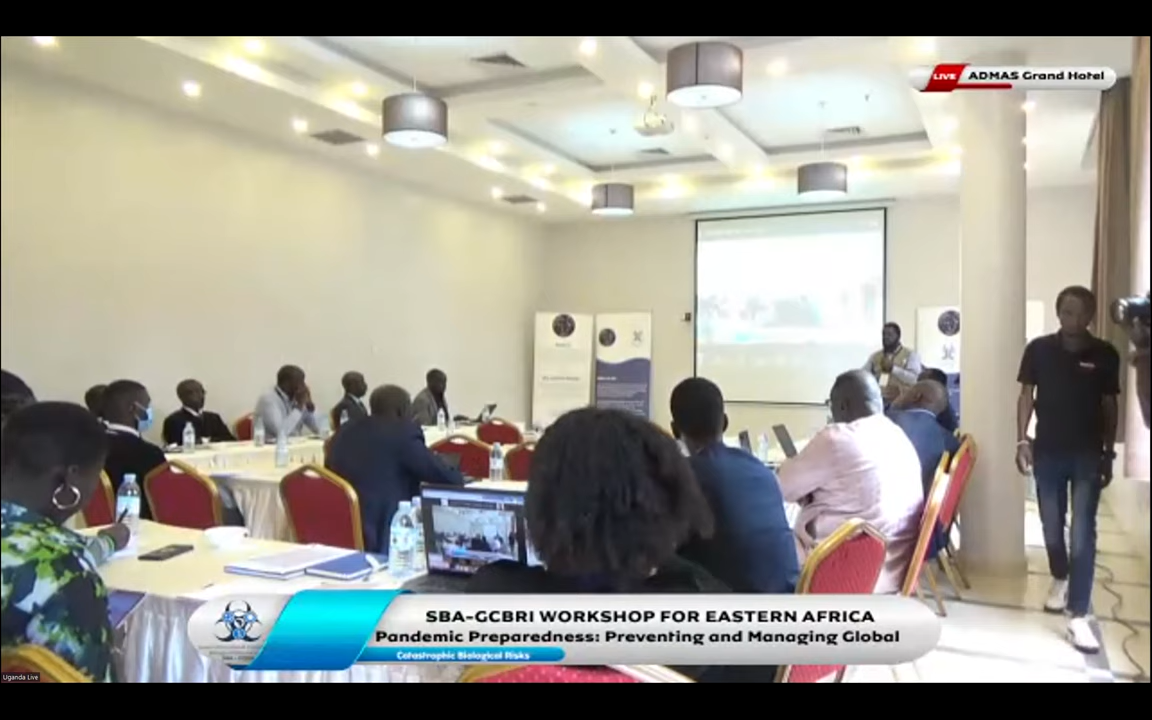 LIVE ADMAS Grand Hotel
SBA-GCBRI WORKSHOP FOR EASTERN AFRICA
Pandemic Preparedness: Preventing and Managing Global
Catastrophic Biological Risks
Uganda Live